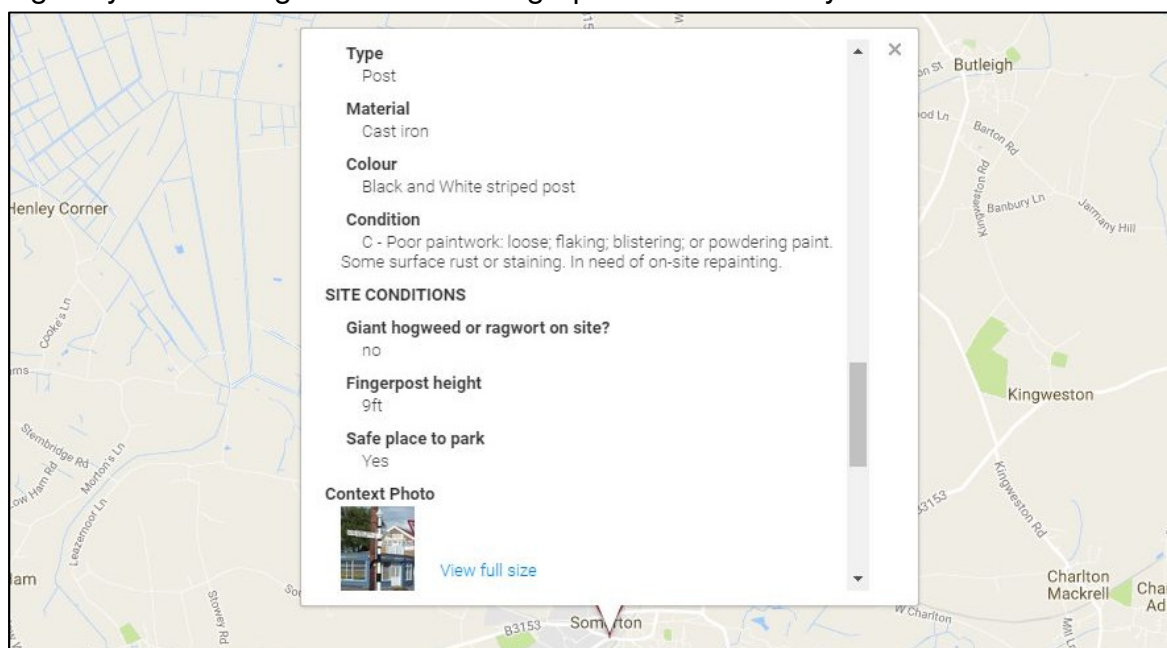 Type
Post
Material
Cast iron
Colour
Black and White striped post
Condition
C - Poor paintwork: loose; flaking; blistering; or powdering paint.
Some surface rust or staining. In need of on-site repainting.
SITE CONDITIONS
Giant hogweed or ragwort on site?
no
Fingerpost height
9ft
Safe place to park
Yes
Context Photo
View full size
Butleigh
Barton Rd
Kingweston Rd
Banbury Ln
Jarmany Hill
Henley Corner
Cooke's Ln
Kingweston
Stembridge Rd
Morton's Ln
Low Ham Rd
Leazemoor Ln
Kingweston Rd
B3153
Charlton
Mackrell
Stowey Rd
B3153
W Charlton